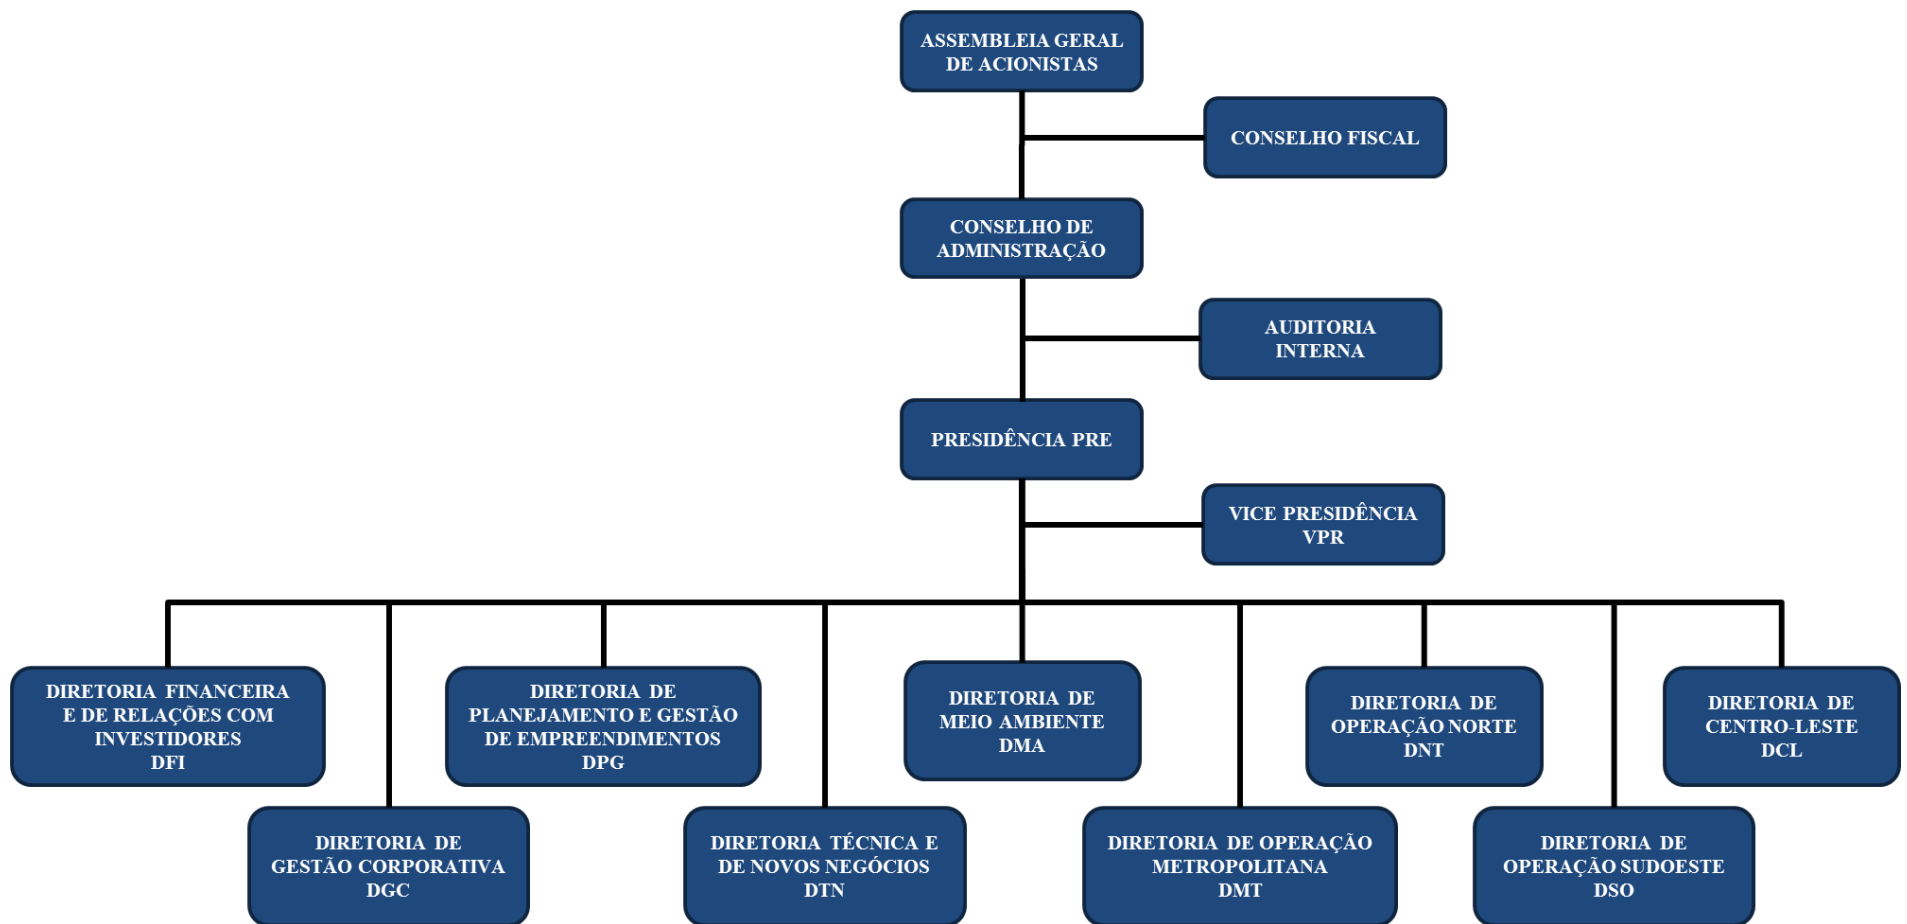 ASSEMBLEIA GERAL
DE ACIONISTAS
CONSELHO FISCAL
CONSELHO DE
ADMINISTRAÇÃO
AUDITORIA
INTERNA
PRESIDÊNCIA PRE
VICE PRESIDÊNCIA
VPR
DIRETORIA FINANCEIRA
E DE RELAÇÕES COM
INVESTIDORES
DFI
DIRETORIA DE
GESTÃO CORPORATIVA
DGC
DIRETORIA DE
PLANEJAMENTO E GESTÃO
DE EMPREENDIMENTOS
DPG
DIRETORIA TÉCNICA E
DE NOVOS NEGÓCIOS
DTN
DIRETORIA DE
MEIO AMBIENTE
DMA
DIRETORIA DE OPERAÇÃO
METROPOLITANA
DMT
DIRETORIA DE
OPERAÇÃO NORTE
DNT
DIRETORIA DE
OPERAÇÃO SUDOESTE
DSO
DIRETORIA DE
CENTRO-LESTE
DCL